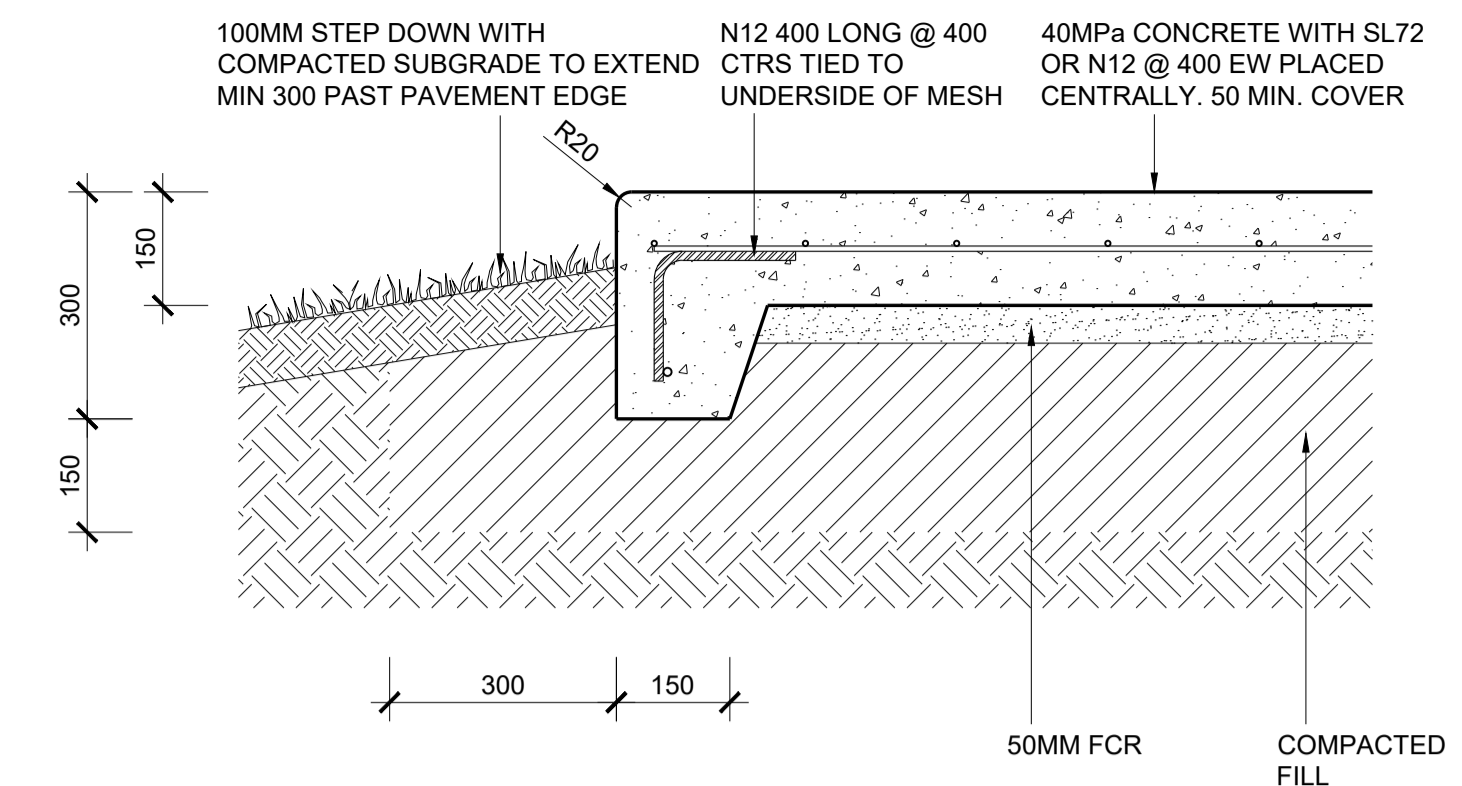 100MM STEP DOWN WITH
COMPACTED SUBGRADE TO EXTEND
MIN 300 PAST PAVEMENT EDGE
N12 400 LONG @ 400
CTRS TIED TO
UNDERSIDE OF MESH
40MPa CONCRETE WITH SL72
OR N12 @ 400 EW PLACED
CENTRALLY. 50 MIN. COVER
R20
150
300
150
300
150
50MM FCR
COMPACTED
FILL